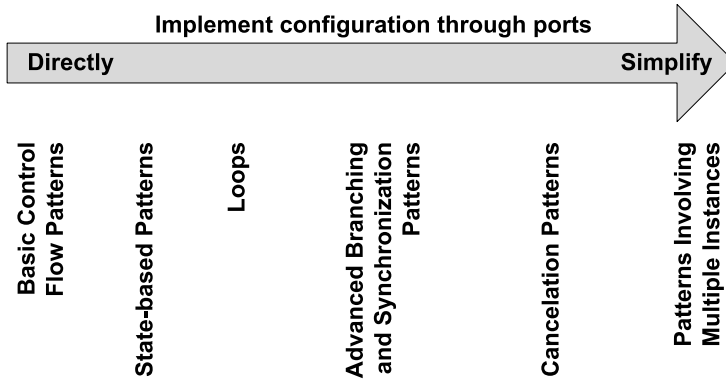 Implement configuration through ports
Directly
Simplify
Basic Control
Flow Patterns
State-based Patterns
Loops
Advanced Branching
and Synchronization
Patterns
Cancelation Patterns
Patterns Involving
Multiple Instances